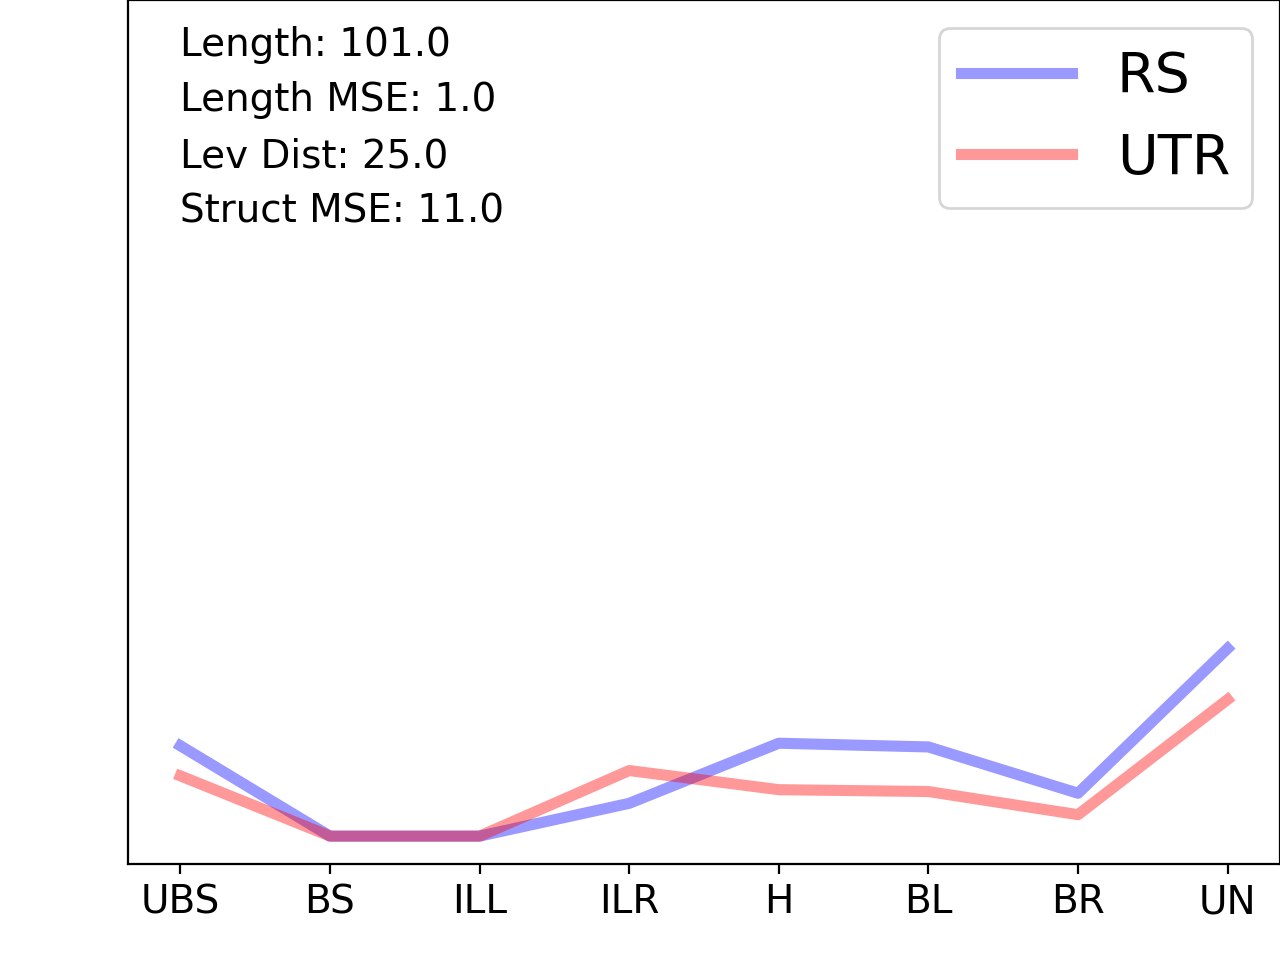 Length: 101.0
Length MSE: 1.0
Lev Dist: 25.0
Struct MSE: 11.0
RS
UTR
UBS BS ILL ILR H BL BR UN